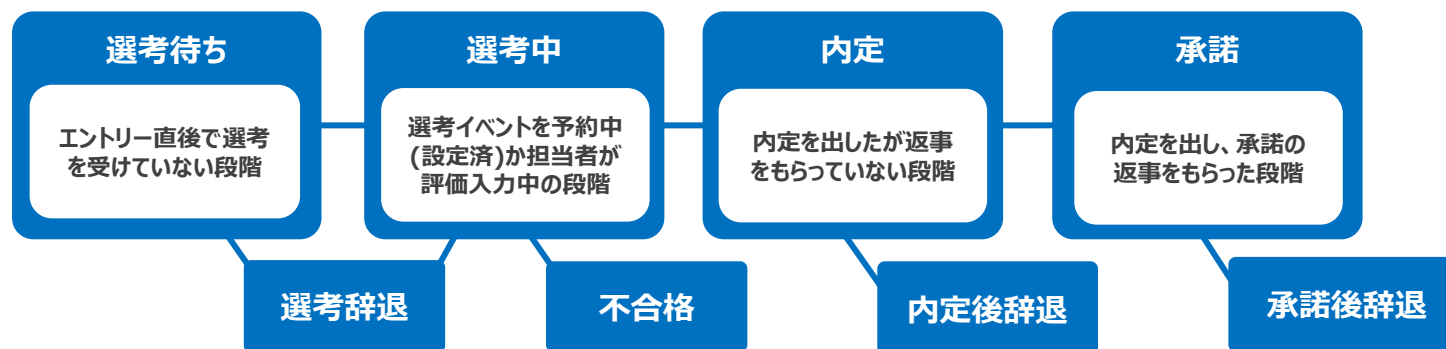 選考待ち
エントリー直後で選考
を受けていない段階
選考中
選考イベントを予約中
(設定済)か担当者が
評価入力中の段階
内定
内定を出したが返事
をもらっていない段階
承諾
内定を出し、承諾の
返事をもらった段階
選考辞退
不合格
内定後辞退
承諾後辞退